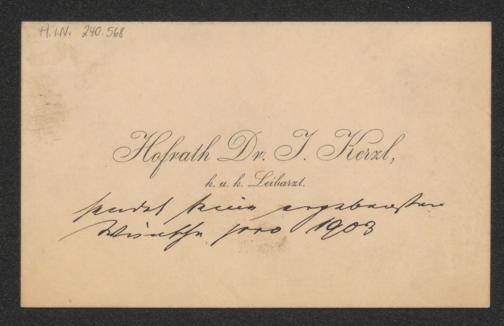 H.I.N. 240.568
Hofrath Dr. J. Kerzl,
k. u. k. Leibarzt.
sendet seine ergebensten
Wünsche pro 1903